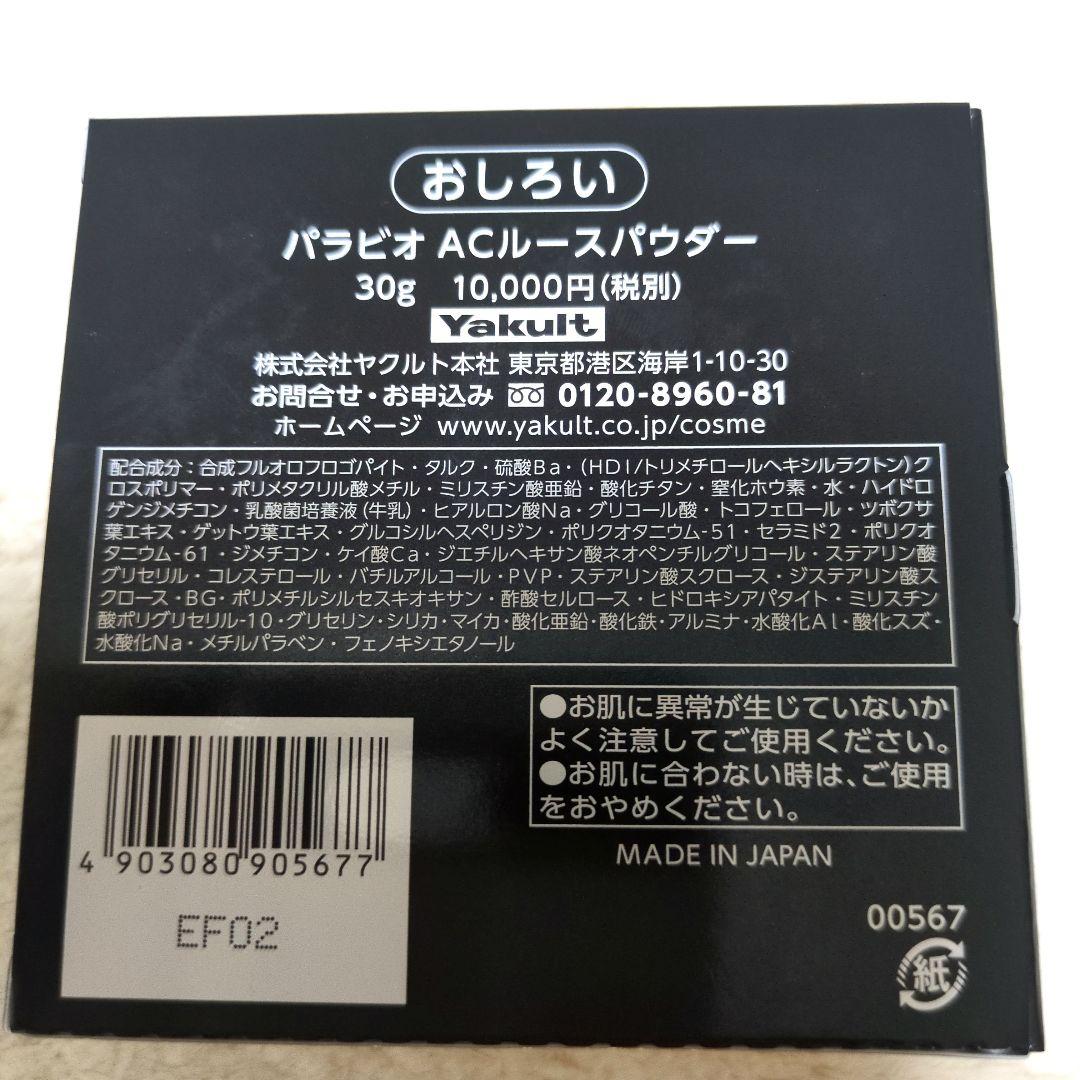 おしろい
パラビオ ACルースパウダー
30g 10,000円(税別)
Yakult
株式会社ヤクルト本社 東京都港区海岸1-10-30
お問合せ・お申込み 0120-8960-81
ホームページ www.yakult.co.jp/cosme
配合成分：合成フルオロフロゴパイト・タルク・硫酸Ba・(HDI/トリメチロールヘキシルラクトン)ク
ロスポリマー・ポリメタクリル酸メチル・ミリスチン酸亜鉛・酸化チタン・窒化ホウ素・水・ハイドロ
ゲンジメチコン・乳酸菌培養液(牛乳)・ヒアルロン酸Na・グリコール酸・トコフェロール・ツボクサ
葉エキス・ゲットウ葉エキス・グルコシルヘスペリジン・ポリクオタニウム-51・セラミド2・ポリクオ
タニウム-61・ジメチコン・ケイ酸Ca・ジエチルヘキサン酸ネオペンチルグリコール・ステアリン酸
グリセリル・コレステロール・バチルアルコール・PVP・ステアリン酸スクロース・ジステアリン酸ス
クロース・BG・ポリメチルシルセスキオキサン・酢酸セルロース・ヒドロキシアパタイト・ミリスチン
酸ポリグリセリル-10・グリセリン・シリカ・マイカ・酸化亜鉛・酸化鉄・アルミナ・水酸化Al・酸化スズ・
水酸化Na・メチルパラベン・フェノキシエタノール
●お肌に異常が生じていないか
よく注意してご使用ください。
●お肌に合わない時は、ご使用
をおやめください。
MADE IN JAPAN
4 903080 905677
EF02
00567
紙